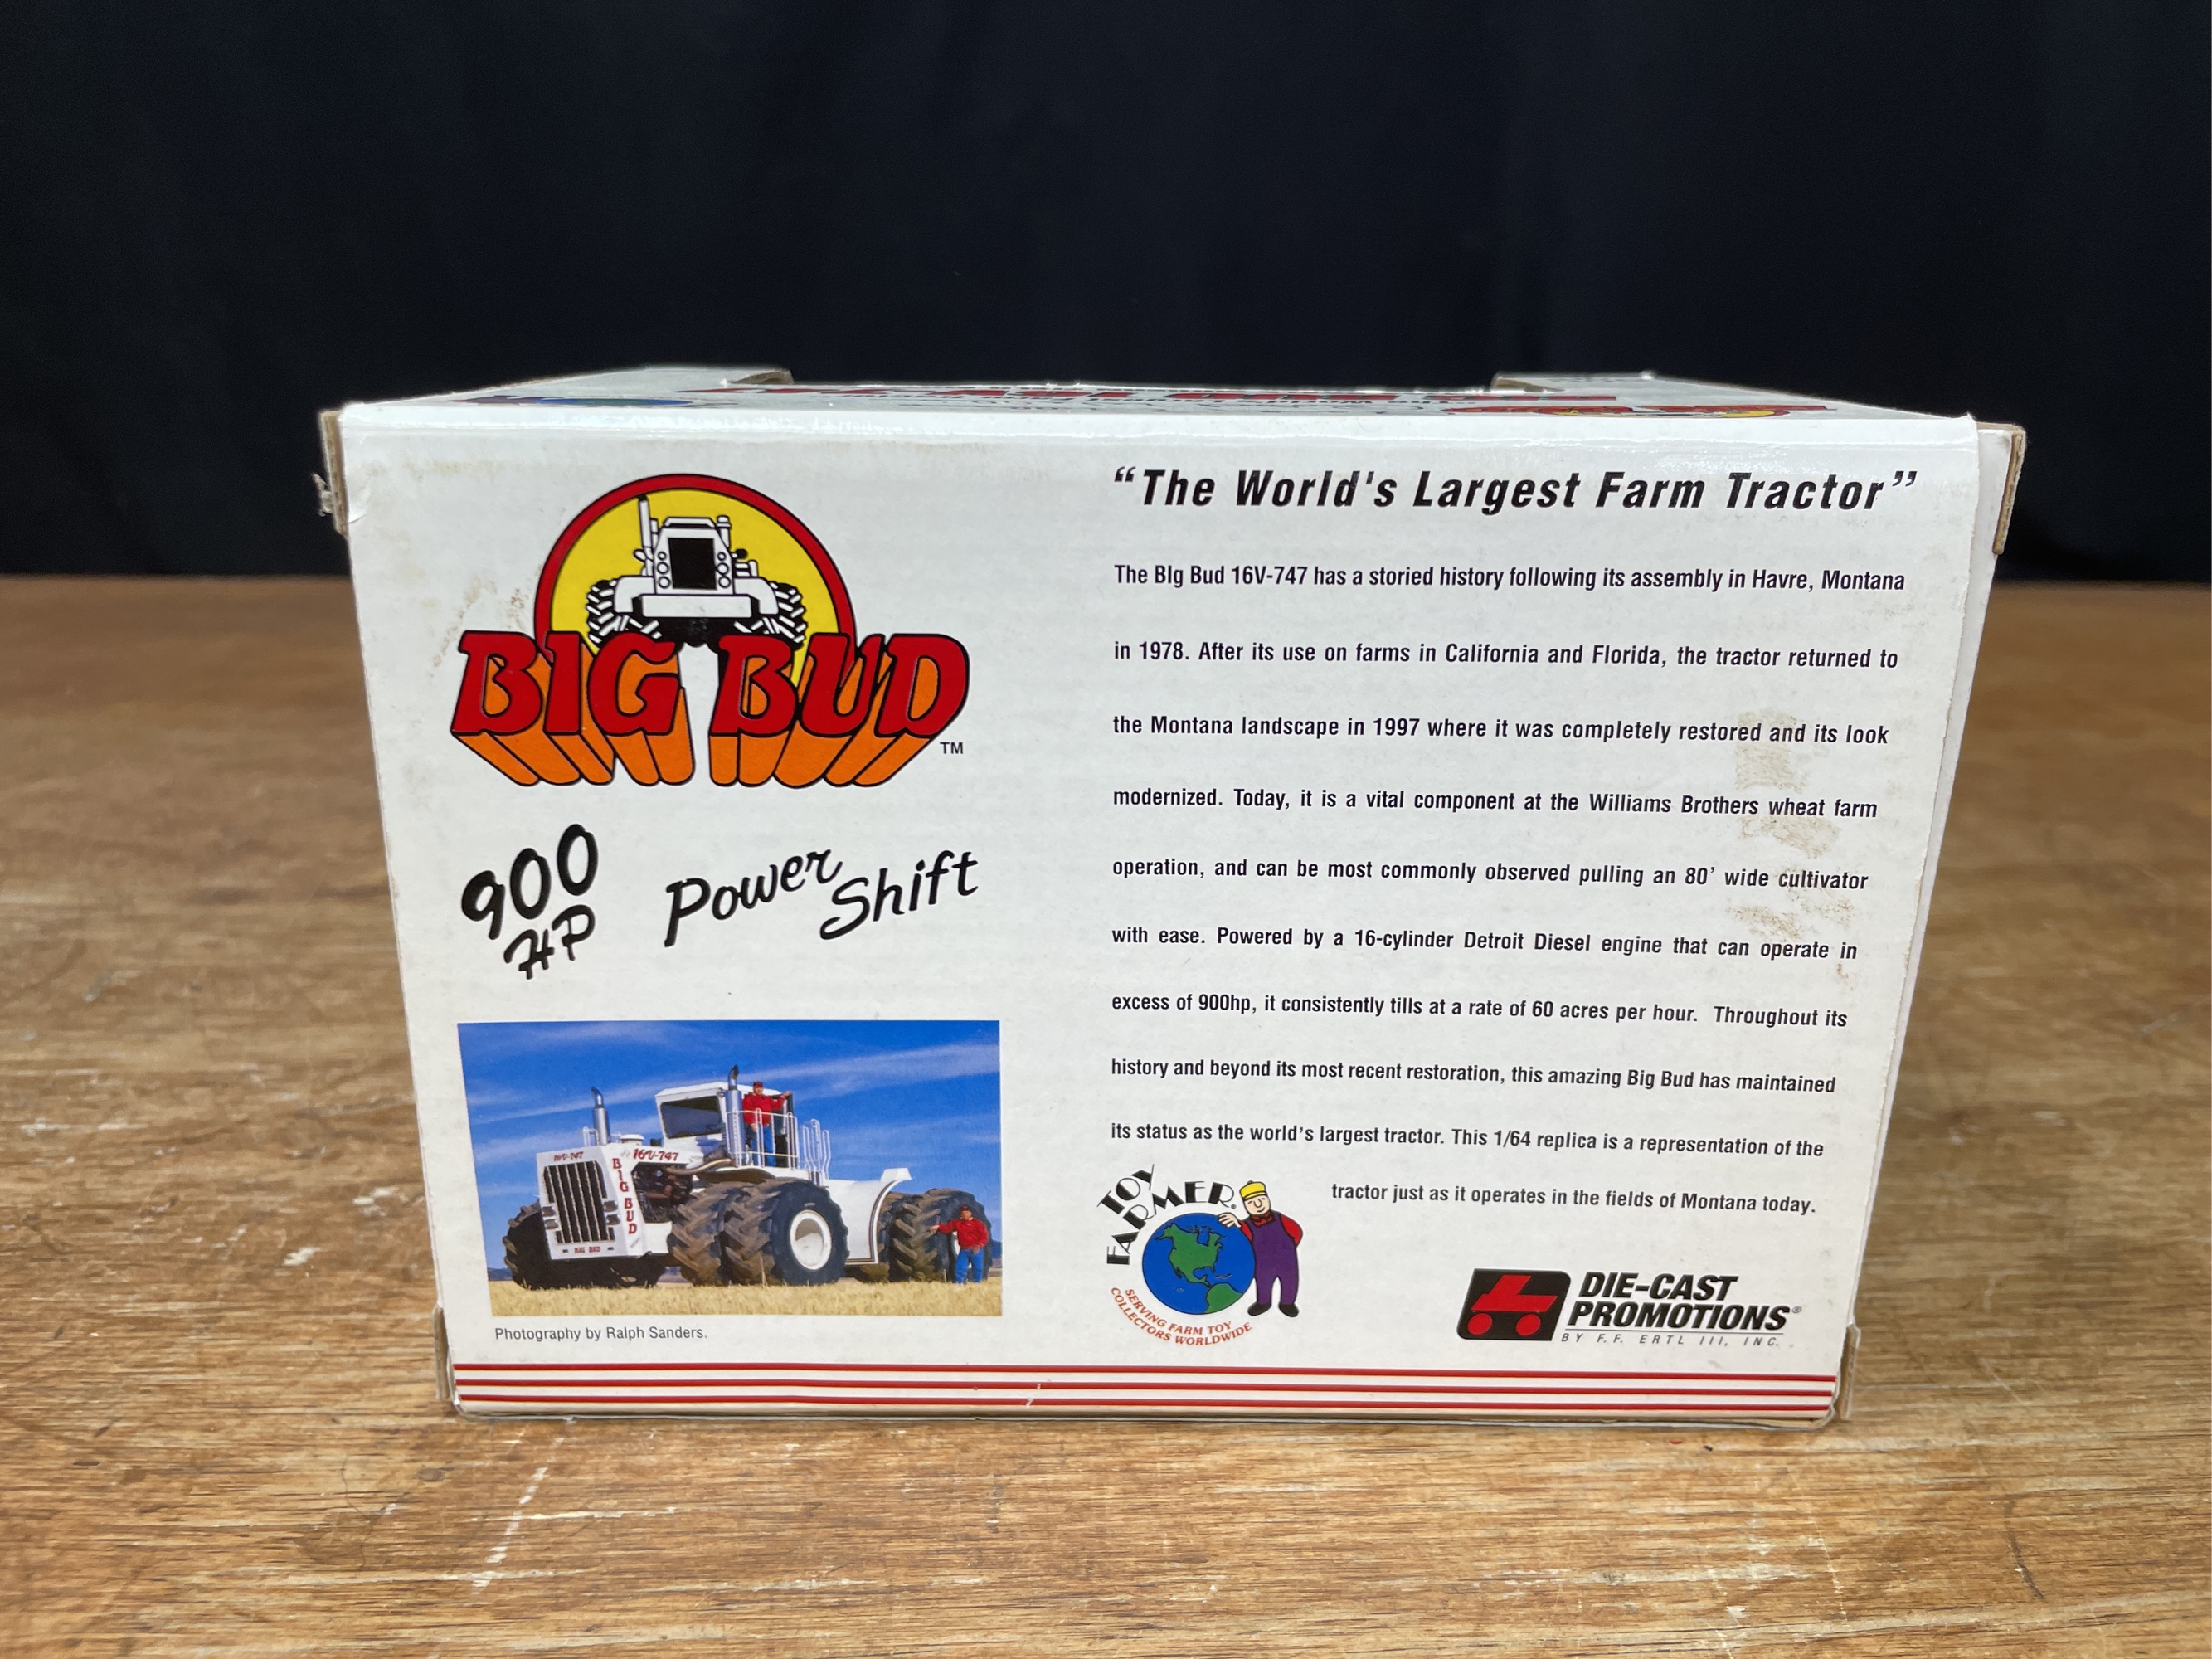 BIG BUD
TM
900
HP
Power
Shift
16V-747
16V-747
BIG BUD
BIG BUD
Photography by Ralph Sanders.
“The World's Largest Farm Tractor”
The BIg Bud 16V-747 has a storied history following its assembly in Havre, Montana
in 1978. After its use on farms in California and Florida, the tractor returned to
the Montana landscape in 1997 where it was completely restored and its look
modernized. Today, it is a vital component at the Williams Brothers wheat farm
operation, and can be most commonly observed pulling an 80’ wide cultivator
with ease. Powered by a 16-cylinder Detroit Diesel engine that can operate in
excess of 900hp, it consistently tills at a rate of 60 acres per hour. Throughout its
history and beyond its most recent restoration, this amazing Big Bud has maintained
its status as the world’s largest tractor. This 1/64 replica is a representation of the
tractor just as it operates in the fields of Montana today.
TOY
FARMER®
SERVING FARM TOY
COLLECTORS WORLDWIDE
DIE-CAST
PROMOTIONS®
BY F.F. ERTL III, INC.